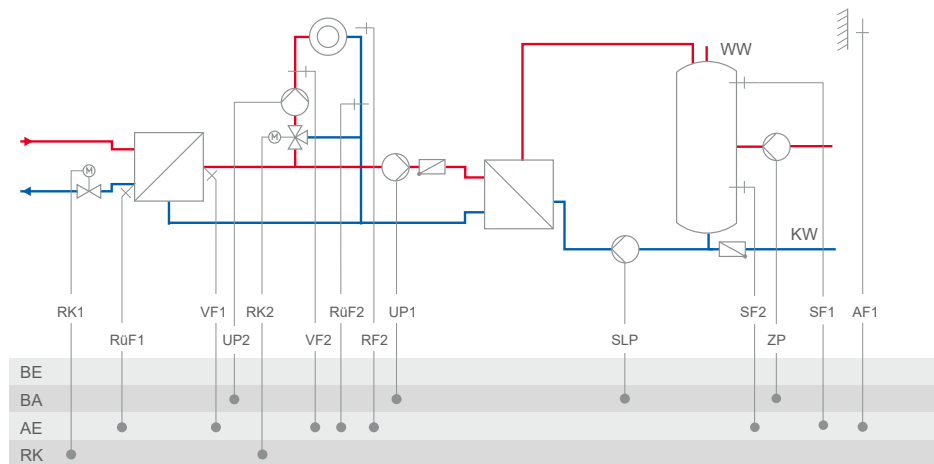 WW
M
M
KW
RK1 VF1 RK2 RüF2 UP1 SF2 SF1 AF1
RüF1 UP2 VF2 RF2 SLP ZP
BE
BA
AE
RK